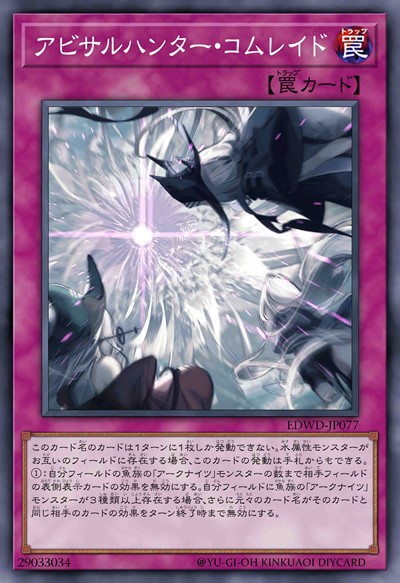 アビサルハンター・コムレイド
罠
トラップ
【罠カード】
トラップ
EDWD-JP077
このカード名のカードは1ターンに1枚しか発動できない。水属性モンスターが
お互いのフィールドに存在する場合、このカードの発動は手札からもできる。
①:自分フィールドの魚族の「アークナイツ」モンスターの数まで相手フィールド
の表側表示カードの効果を無効にする。自分フィールドに魚族の「アークナイツ」
モンスターが3種類以上存在する場合、さらに元々のカード名がそのカードと
同じ相手のカードの効果をターン終了時まで無効にする。
29033034
★YU-GI-OH KINKUAOI DIYCARD